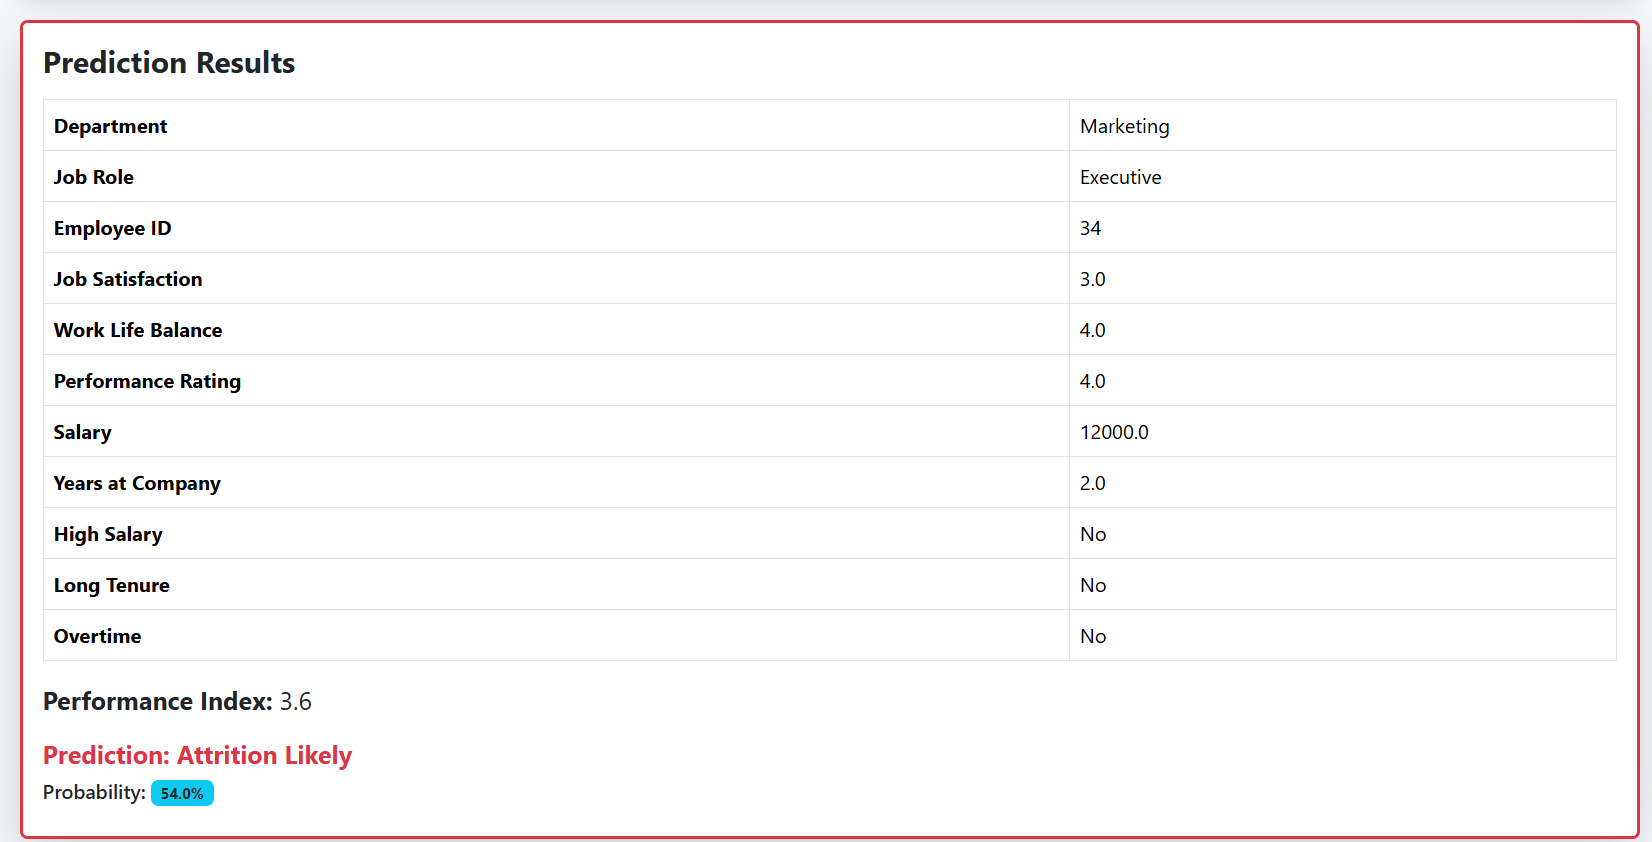 Prediction Results
Department Marketing
Job Role Executive
Employee ID 34
Job Satisfaction 3.0
Work Life Balance 4.0
Performance Rating 4.0
Salary 12000.0
Years at Company 2.0
High Salary No
Long Tenure No
Overtime No
Performance Index: 3.6
Prediction: Attrition Likely
Probability: 54.0%